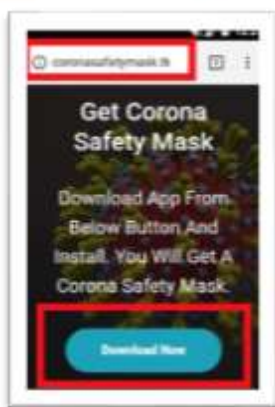 coronasafetymask.tk
Get Corona
Safety Mask
Download App From
Below Button And
Install. You Will Get A
Corona Safety Mask.
Download Now